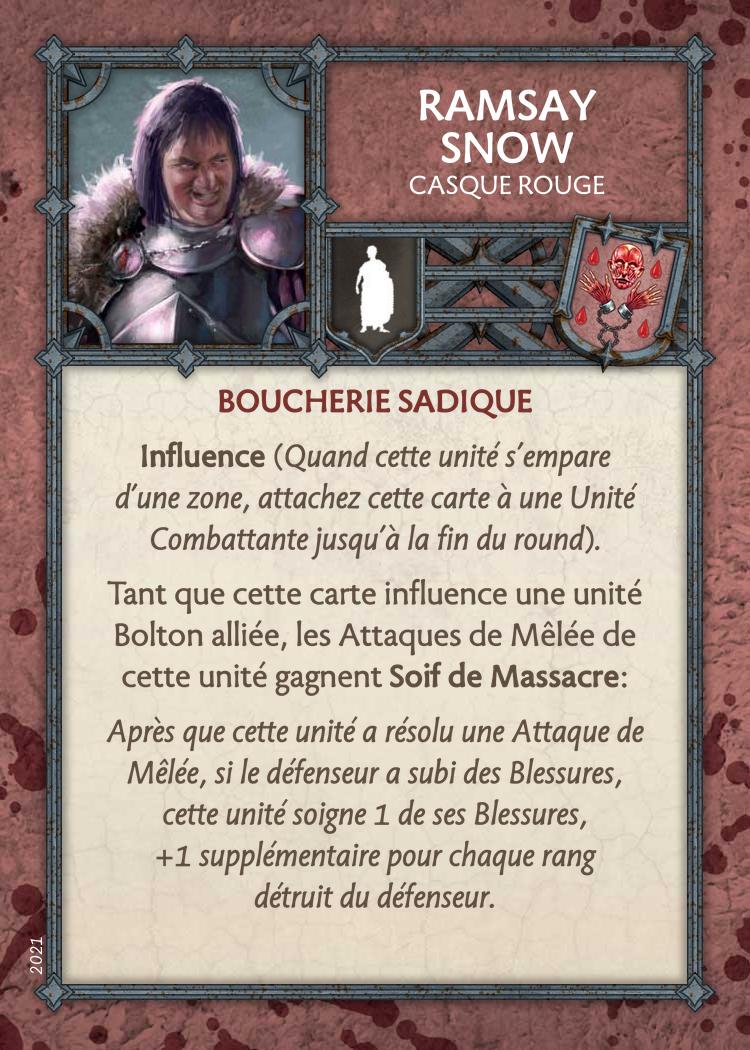 RAMSAY
SNOW
CASQUE ROUGE
BOUCHERIE SADIQUE
Influence (Quand cette unité s'empare
d'une zone, attachez cette carte à une Unité
Combattante jusqu'à la fin du round).
Tant que cette carte influence une unité
Bolton alliée, les Attaques de Mêlée de
cette unité gagnent Soif de Massacre:
Après que cette unité a résolu une Attaque de
Mêlée, si le défenseur a subi des Blessures,
cette unité soigne 1 de ses Blessures,
+1 supplémentaire pour chaque rang
détruit du défenseur.
2021